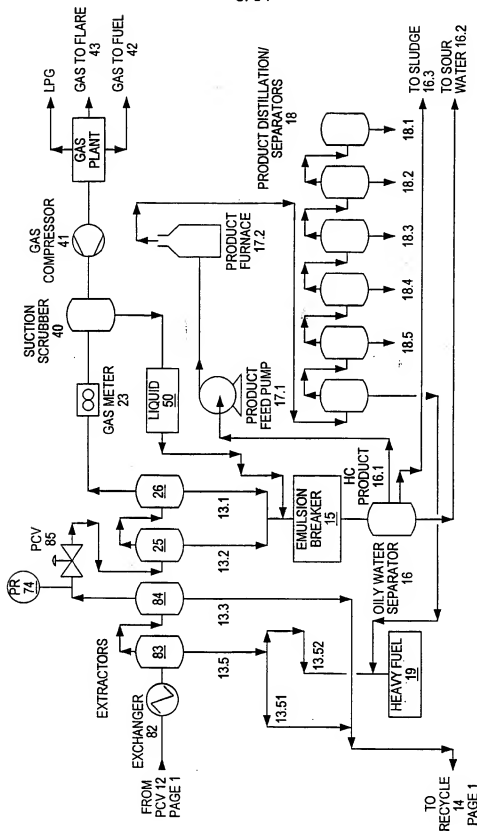 LPG
GAS TO FLARE
43
GAS TO FUEL
42
GAS
PLANT
GAS
COMPRESSOR
41
SUCTION
SCRUBBER
40
GAS METER
23
LIQUID
50
PRODUCT
FURNACE
17.2
PRODUCT
FEED PUMP
17.1
PRODUCT DISTILLATION/
SEPARATORS
18
18.1
18.2
18.3
18.4
18.5
TO SLUDGE
16.3
TO SOUR
WATER 16.2
PR
74
PCV
85
26
25
84
83
EXTRACTORS
EXCHANGER
82
FROM
PCV 12
PAGE 1
13.1
13.2
13.3
13.5
13.51
13.52
EMULSION
BREAKER
15
HC
PRODUCT
16.1
OILY WATER
SEPARATOR
16
HEAVY FUEL
19
TO
RECYCLE
14
PAGE 1